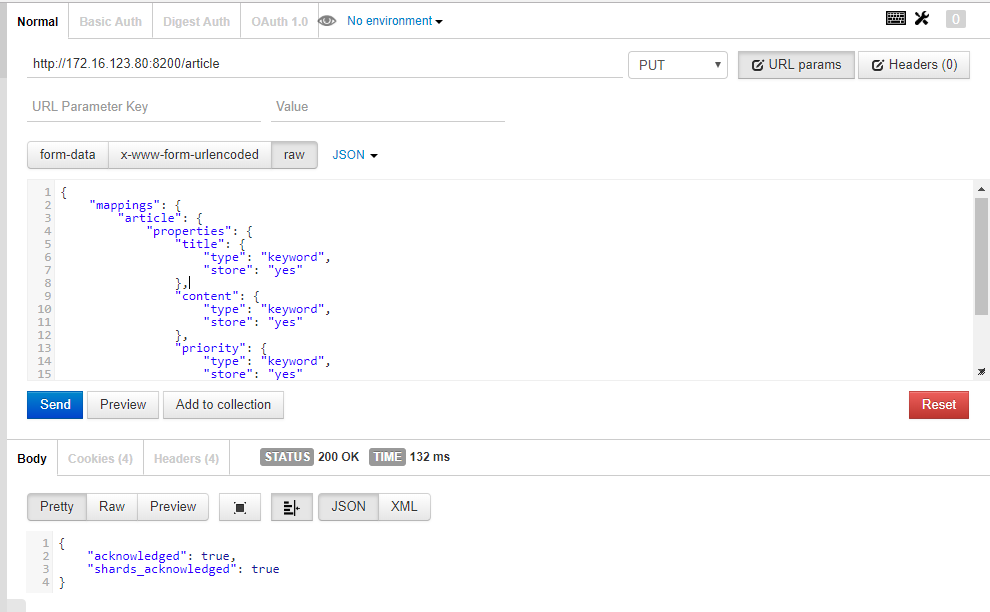 Normal Basic Auth Digest Auth OAuth 1.0 No environment 0
http://172.16.123.80:8200/article PUT URL params Headers (0)
URL Parameter Key Value
form-data x-www-form-urlencoded raw JSON
1 {
2 "mappings": {
3 "article": {
4 "properties": {
5 "title": {
6 "type": "keyword",
7 "store": "yes"
8 },
9 "content": {
10 "type": "keyword",
11 "store": "yes"
12 },
13 "priority": {
14 "type": "keyword",
15 "store": "yes"
Send Preview Add to collection Reset
Body Cookies (4) Headers (4) STATUS 200 OK TIME 132 ms
Pretty Raw Preview JSON XML
1 {
2 "acknowledged": true,
3 "shards_acknowledged": true
4 }